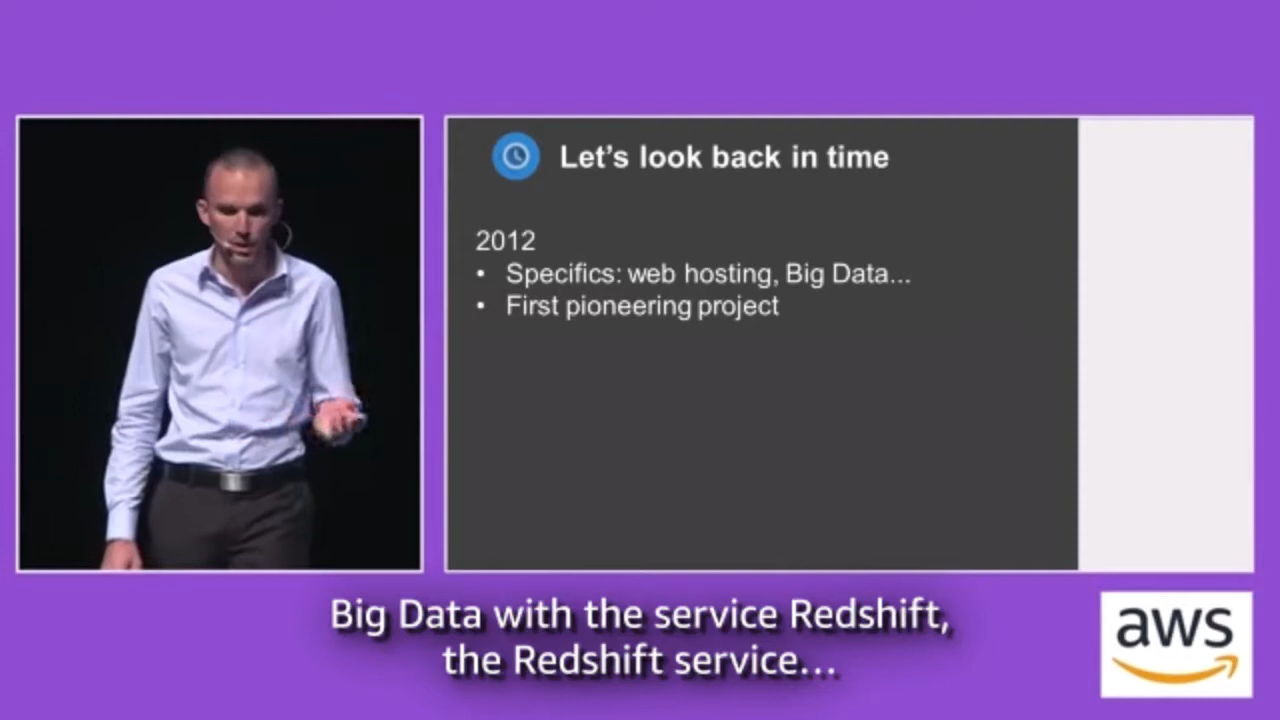 Let’s look back in time
2012
• Specifics: web hosting, Big Data...
• First pioneering project
Big Data with the service Redshift,
the Redshift service...
aws